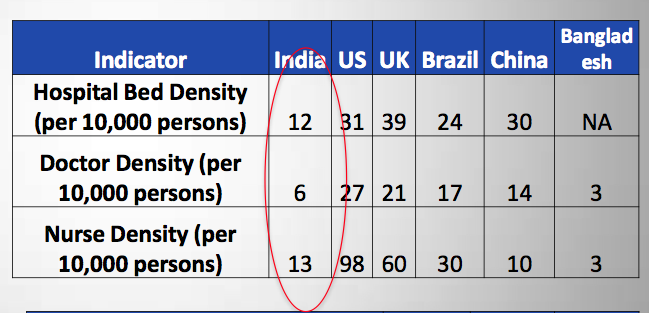 Indicator India US UK Brazil China Banglad
esh
Hospital Bed Density
(per 10,000 persons) 12 31 39 24 30 NA
Doctor Density (per
10,000 persons) 6 27 21 17 14 3
Nurse Density (per
10,000 persons) 13 98 60 30 10 3